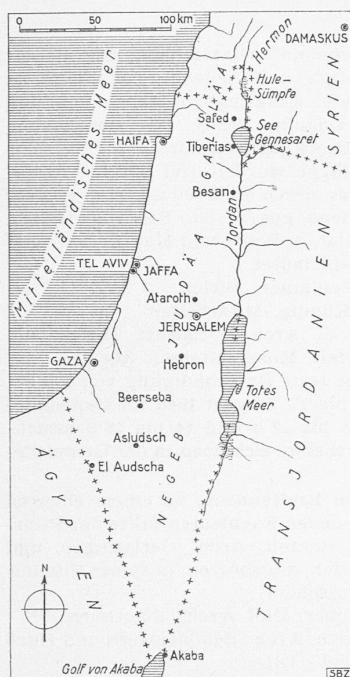 0 50 100 km
DAMASKUS
Hermon
Mittelländisches Meer
GALILÄA
Hule-
Sümpfe
SYRIEN
Safed
See
Gennesaret
HAIFA
Tiberias
Besan
Jordan
TEL AVIV
JAFFA
JUDÄA
Ataroth
JERUSALEM
GAZA
Hebron
TRANSJORDANIEN
Totes
Meer
Beerseba
Asludsch
NEGEB
El Audscha
ÄGYPTEN
N
Akaba
Golf von Akaba
SBZ